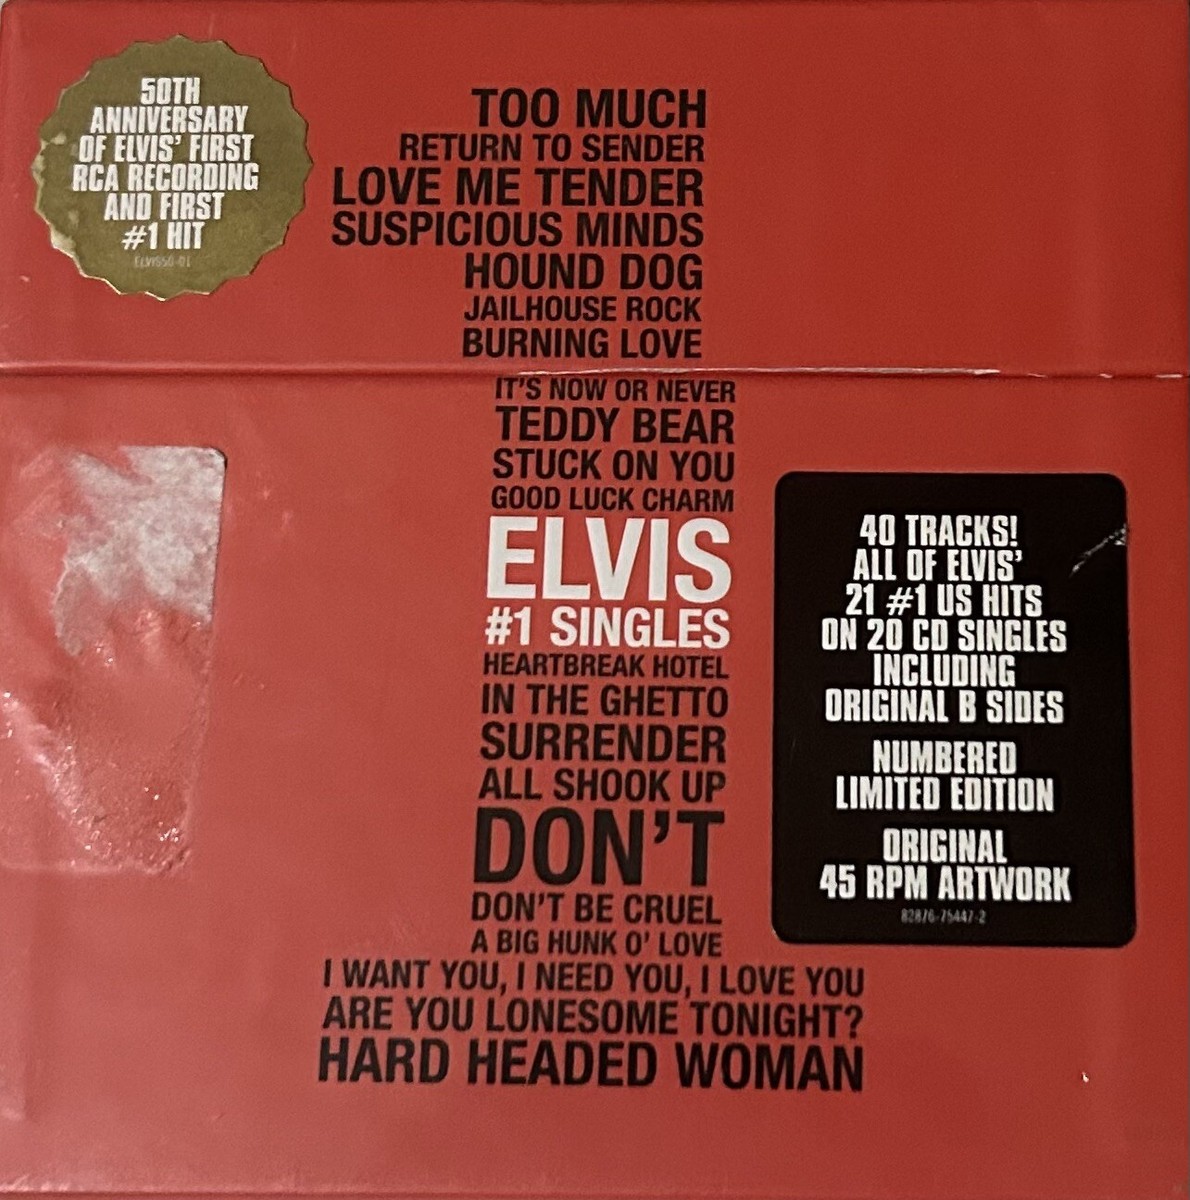 50TH
ANNIVERSARY
OF ELVIS' FIRST
RCA RECORDING
AND FIRST
#1 HIT
ELVIS50-01
TOO MUCH
RETURN TO SENDER
LOVE ME TENDER
SUSPICIOUS MINDS
HOUND DOG
JAILHOUSE ROCK
BURNING LOVE
IT'S NOW OR NEVER
TEDDY BEAR
STUCK ON YOU
GOOD LUCK CHARM
ELVIS
#1 SINGLES
HEARTBREAK HOTEL
IN THE GHETTO
SURRENDER
ALL SHOOK UP
DON'T
DON'T BE CRUEL
A BIG HUNK O' LOVE
I WANT YOU, I NEED YOU, I LOVE YOU
ARE YOU LONESOME TONIGHT?
HARD HEADED WOMAN
40 TRACKS!
ALL OF ELVIS'
21 #1 US HITS
ON 20 CD SINGLES
INCLUDING
ORIGINAL B SIDES
NUMBERED
LIMITED EDITION
ORIGINAL
45 RPM ARTWORK
82876-75447-2